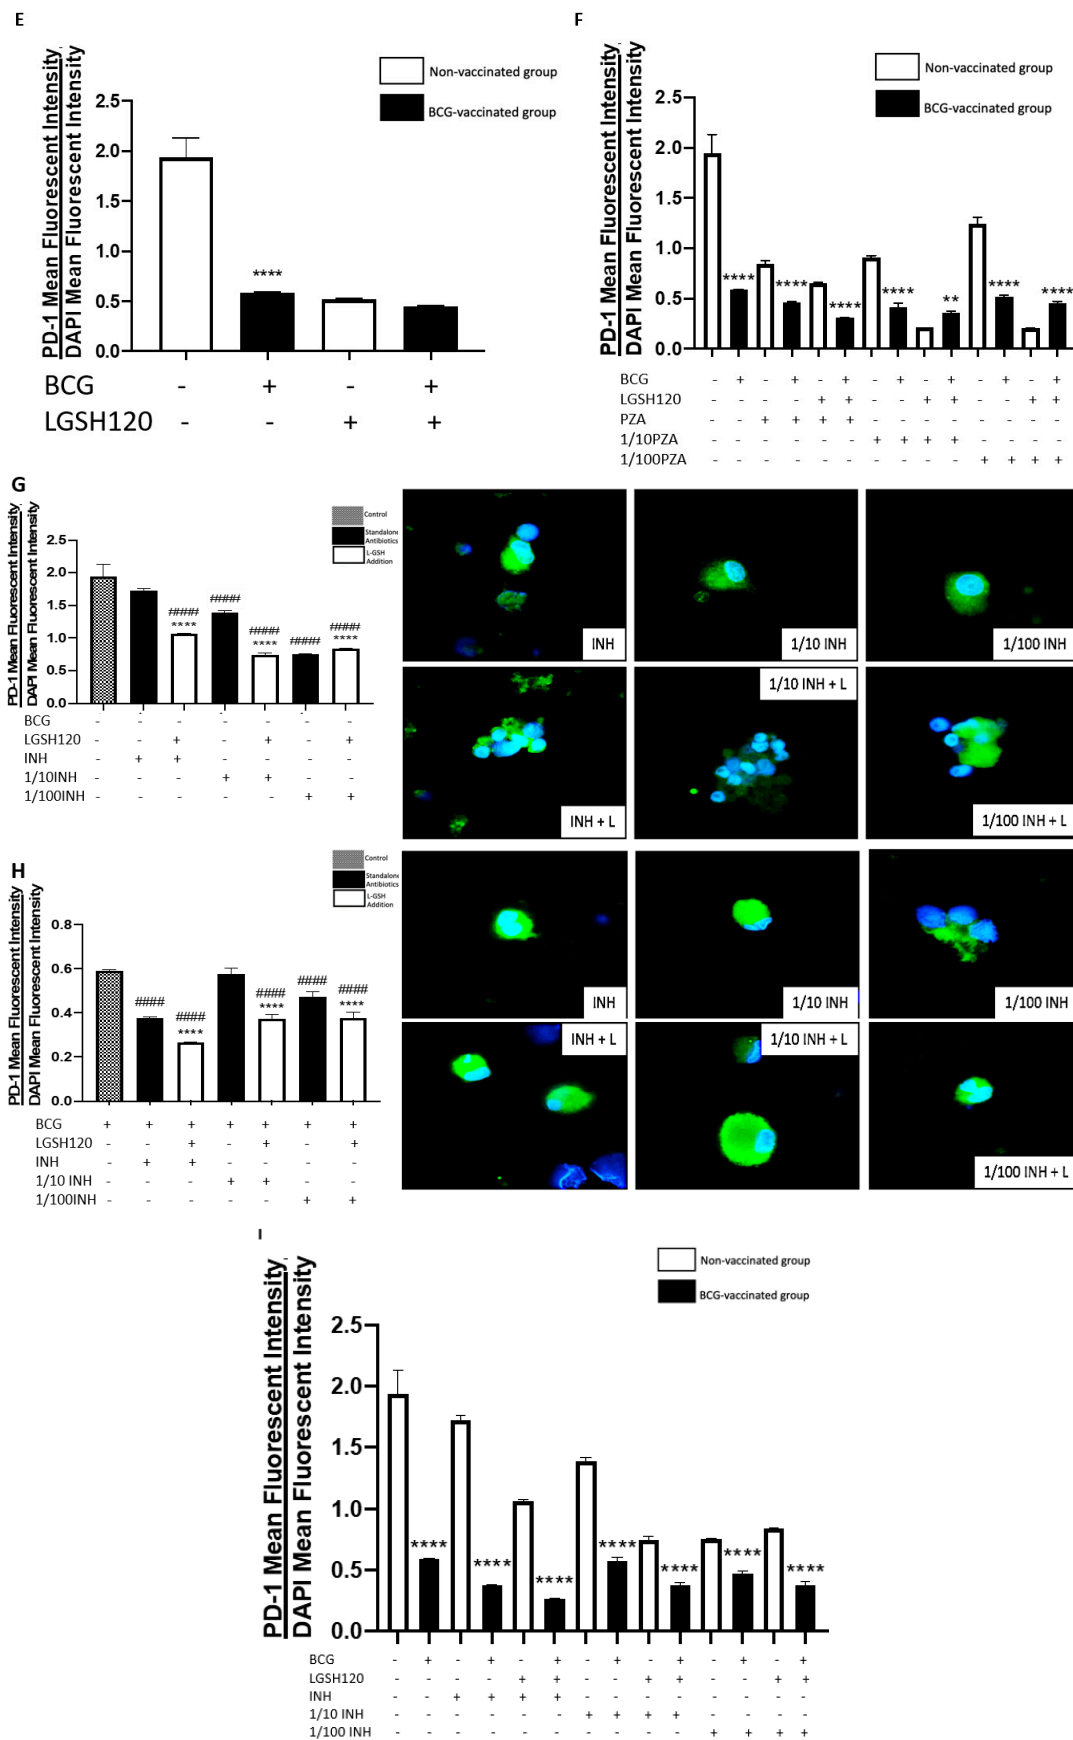 E
PD-1 Mean Fluorescent Intensity
DAPI Mean Fluorescent Intensity
Non-vaccinated group
BCG-vaccinated group
2.5
2.0
1.5
1.0
0.5
0.0
****
BCG - + - +
LGSH120 - - + +
F
PD-1 Mean Fluorescent Intensity
DAPI Mean Fluorescent Intensity
Non-vaccinated group
BCG-vaccinated group
2.5
2.0
1.5
1.0
0.5
0.0
**** **** **** **** ** **** ****
BCG - + - + - + - + - + - + - +
LGSH120 - - - - + + - - + + - - + +
PZA - - + + + + - - - - - - - -
1/10PZA - - - - - - + + + + - - - -
1/100PZA - - - - - - - - - - + + + +
G
PD-1 Mean Fluorescent Intensity
DAPI Mean Fluorescent Intensity
Control
Standalone
Antibiotics
L-GSH
Addition
2.5
2.0
1.5
1.0
0.5
0.0
#### #### #### #### ####
**** **** ****
BCG - - - - - - -
LGSH120 - - + - + - +
INH - + + - - - -
1/10INH - - - + + - -
1/100INH - - - - - + +
INH
1/10 INH
1/100 INH
INH + L
1/10 INH + L
1/100 INH + L
H
PD-1 Mean Fluorescent Intensity
DAPI Mean Fluorescent Intensity
Control
Standalone
Antibiotics
L-GSH
Addition
0.8
0.6
0.4
0.2
0.0
#### #### #### #### ####
**** **** ****
BCG + + + + + + +
LGSH120 - - + - + - +
INH - + + - - - -
1/10 INH - - - + + - -
1/100INH - - - - - + +
INH
1/10 INH
1/100 INH
INH + L
1/10 INH + L
1/100 INH + L
I
PD-1 Mean Fluorescent Intensity
DAPI Mean Fluorescent Intensity
Non-vaccinated group
BCG-vaccinated group
2.5
2.0
1.5
1.0
0.5
0.0
**** **** **** **** **** **** ****
BCG - + - + - + - + - + - + - +
LGSH120 - - - - + + - - + + - - + +
INH - - + + + + - - - - - - - -
1/10 INH - - - - - - + + + + - - - -
1/100 INH - - - - - - - - - - + + + +